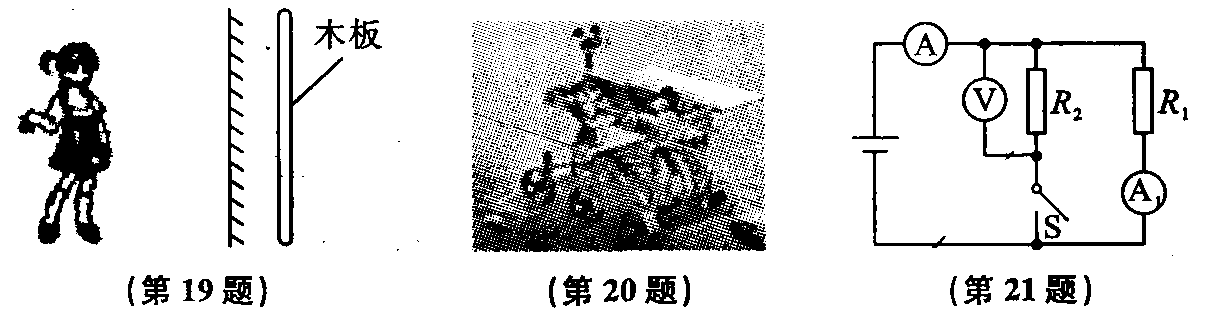 木板
A
V
R₂
R₁
A₁
S
(第 19 题)
(第 20 题)
(第 21 题)